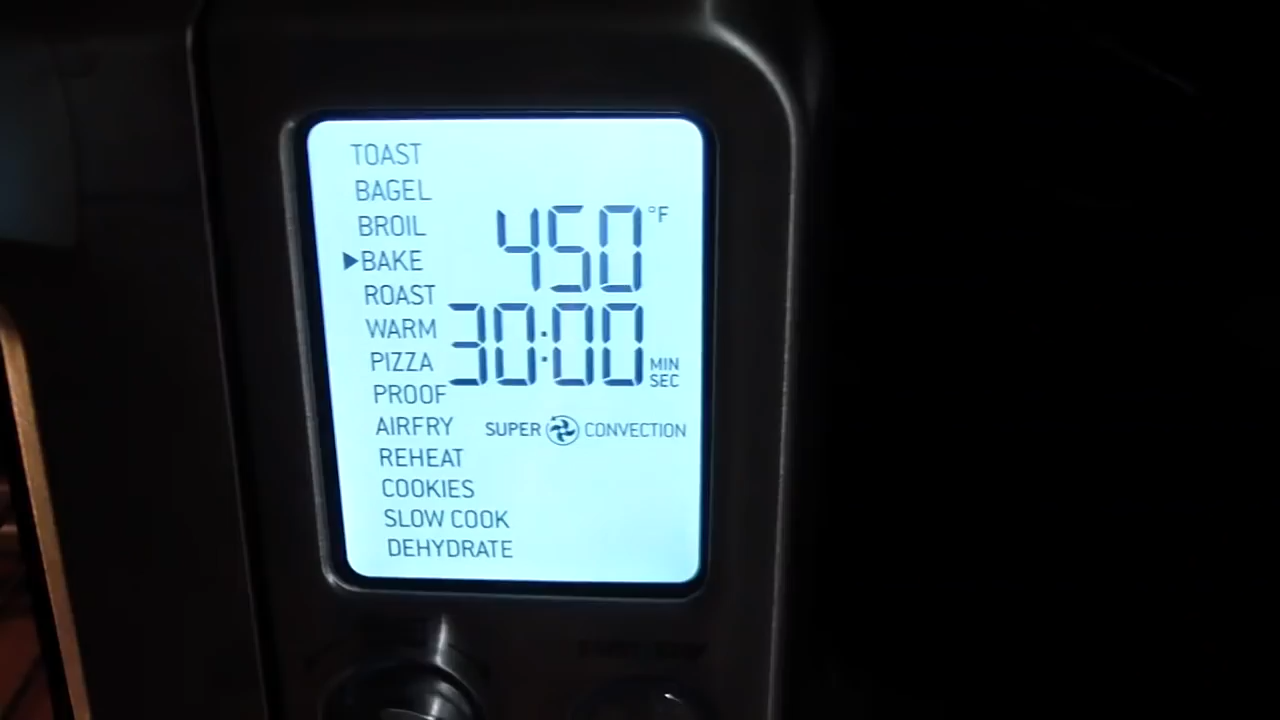 TOAST
BAGEL
BROIL
450 °F
▶BAKE
ROAST
WARM
30:00 MIN SEC
PIZZA
PROOF
AIRFRY
SUPER CONVECTION
REHEAT
COOKIES
SLOW COOK
DEHYDRATE